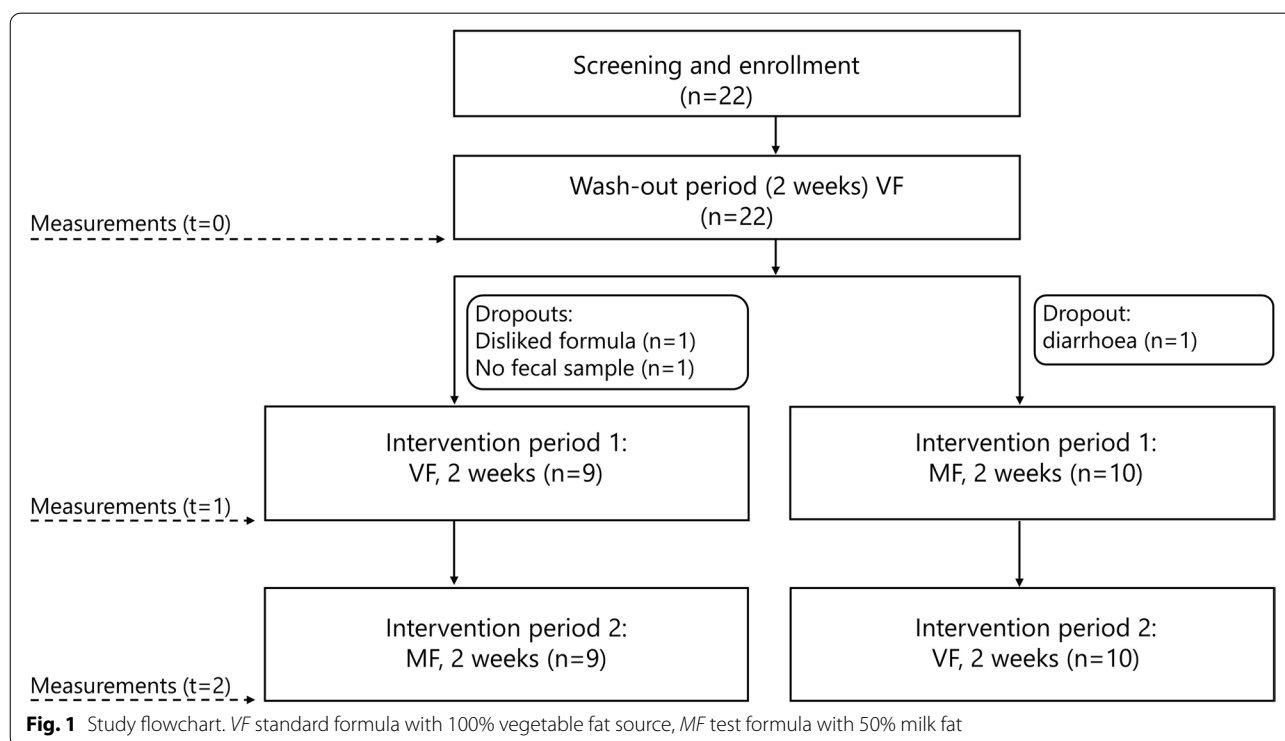 Screening and enrollment
(n=22)
Wash-out period (2 weeks) VF
(n=22)
Measurements (t=0)
Dropouts:
Disliked formula (n=1)
No fecal sample (n=1)
Dropout:
diarrhoea (n=1)
Intervention period 1:
VF, 2 weeks (n=9)
Intervention period 1:
MF, 2 weeks (n=10)
Measurements (t=1)
Intervention period 2:
MF, 2 weeks (n=9)
Intervention period 2:
VF, 2 weeks (n=10)
Measurements (t=2)
Fig. 1 Study flowchart. VF standard formula with 100% vegetable fat source, MF test formula with 50% milk fat